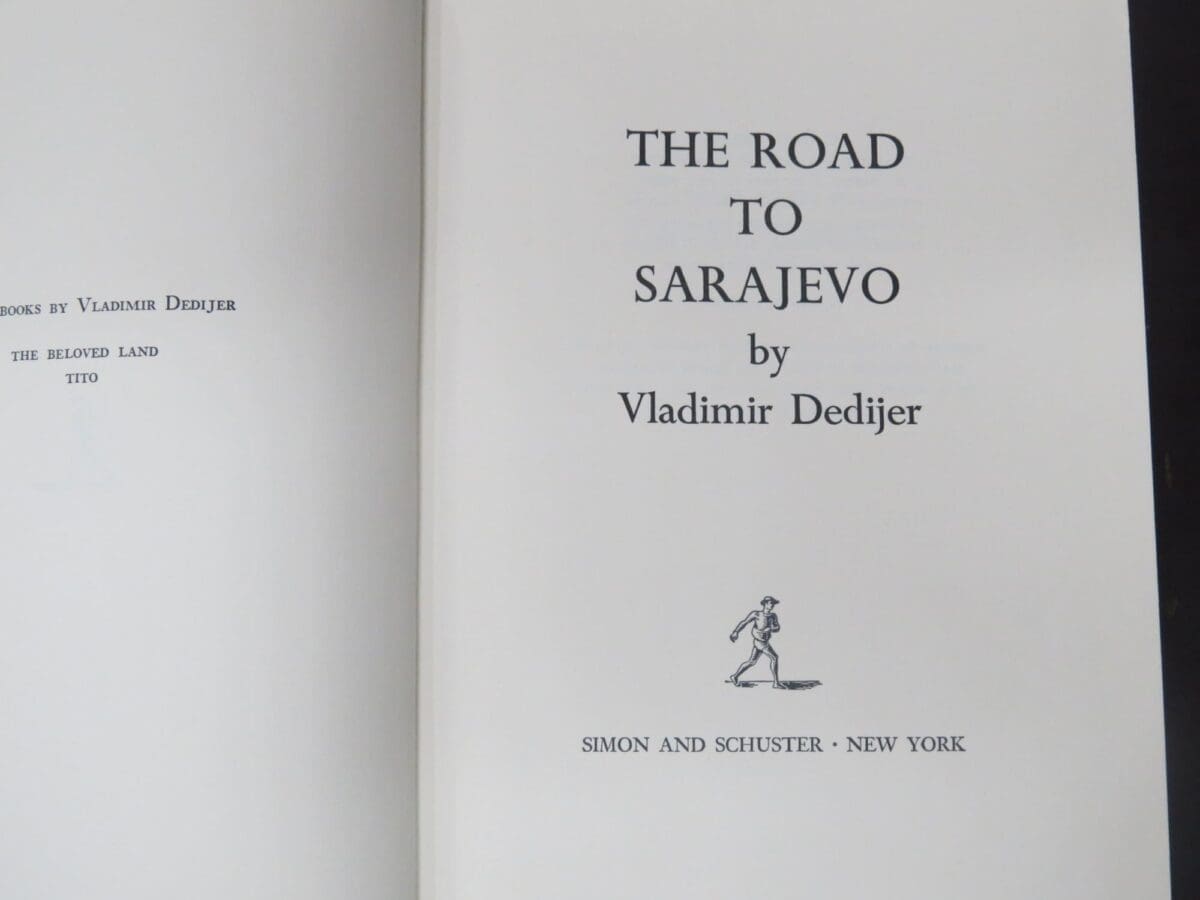 BOOKS BY VLADIMIR DEDIJER
THE BELOVED LAND
TITO
THE ROAD
TO
SARAJEVO
by
Vladimir Dedijer
SIMON AND SCHUSTER · NEW YORK